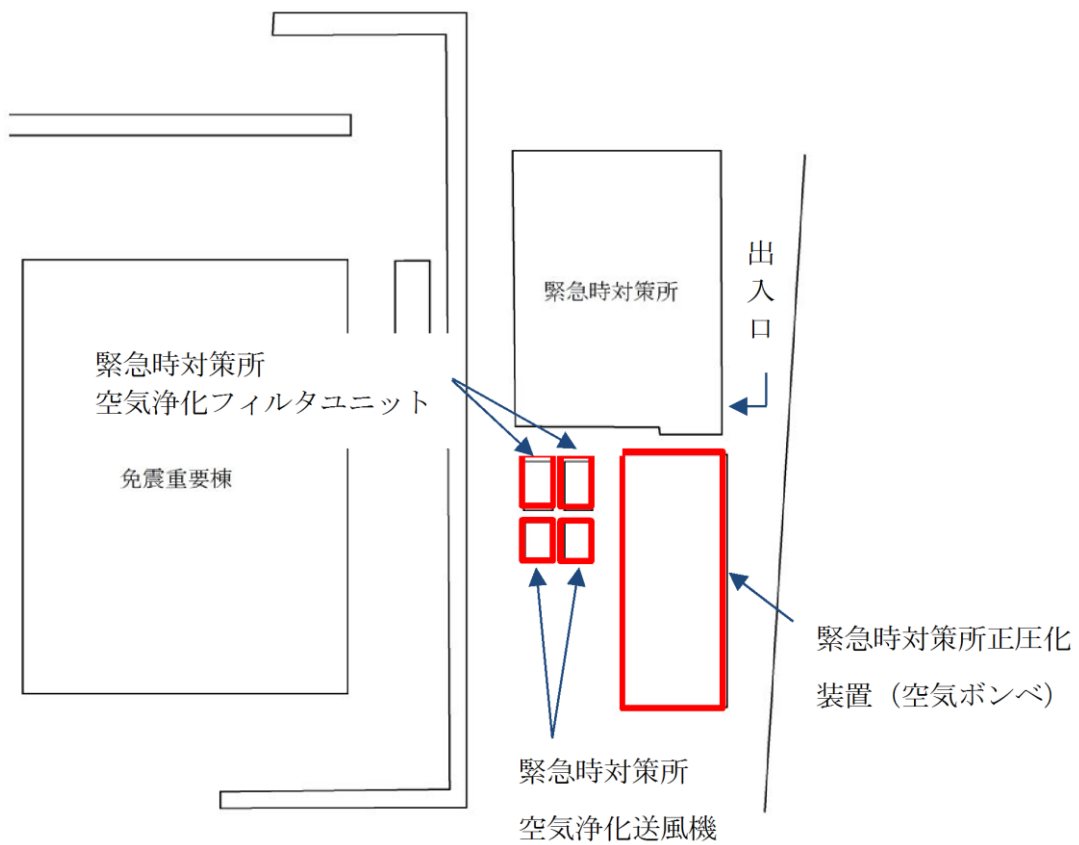 緊急時対策所
出入口
緊急時対策所
空気浄化フィルタユニット
免震重要棟
緊急時対策所正圧化
装置（空気ボンベ）
緊急時対策所
空気浄化送風機